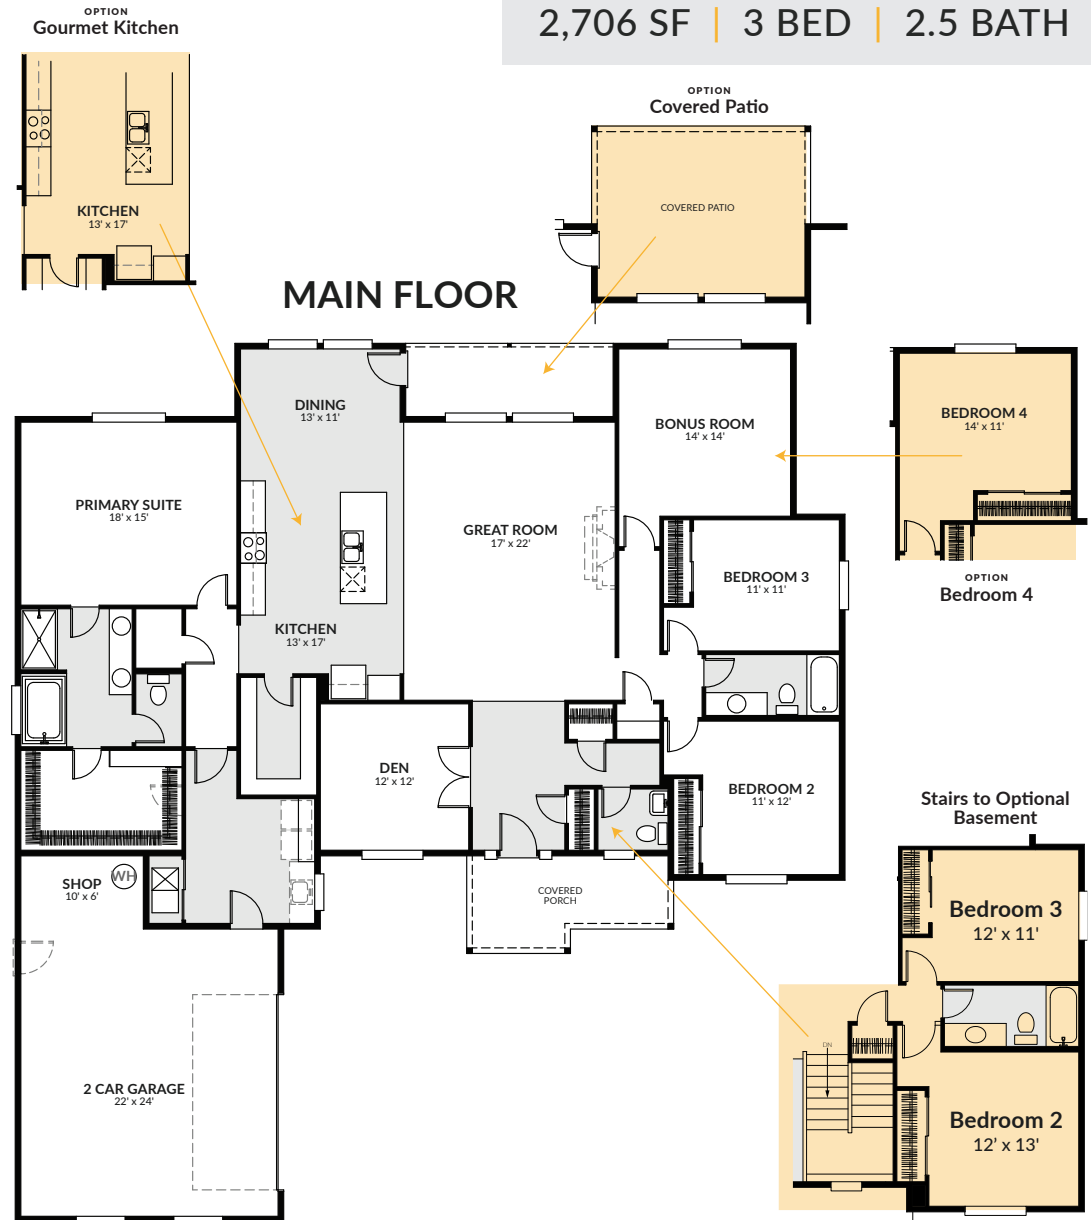 OPTION
Gourmet Kitchen
2,706 SF | 3 BED | 2.5 BATH
KITCHEN
13' x 17'
OPTION
Covered Patio
COVERED PATIO
MAIN FLOOR
DINING
13' x 11'
BONUS ROOM
14' x 14'
BEDROOM 4
14' x 11'
OPTION
Bedroom 4
PRIMARY SUITE
18' x 15'
GREAT ROOM
17' x 22'
BEDROOM 3
11' x 11'
KITCHEN
13' x 17'
DEN
12' x 12'
BEDROOM 2
11' x 12'
SHOP
10' x 6'
WH
COVERED
PORCH
2 CAR GARAGE
22' x 24'
Stairs to Optional
Basement
Bedroom 3
12' x 11'
DN
Bedroom 2
12' x 13'